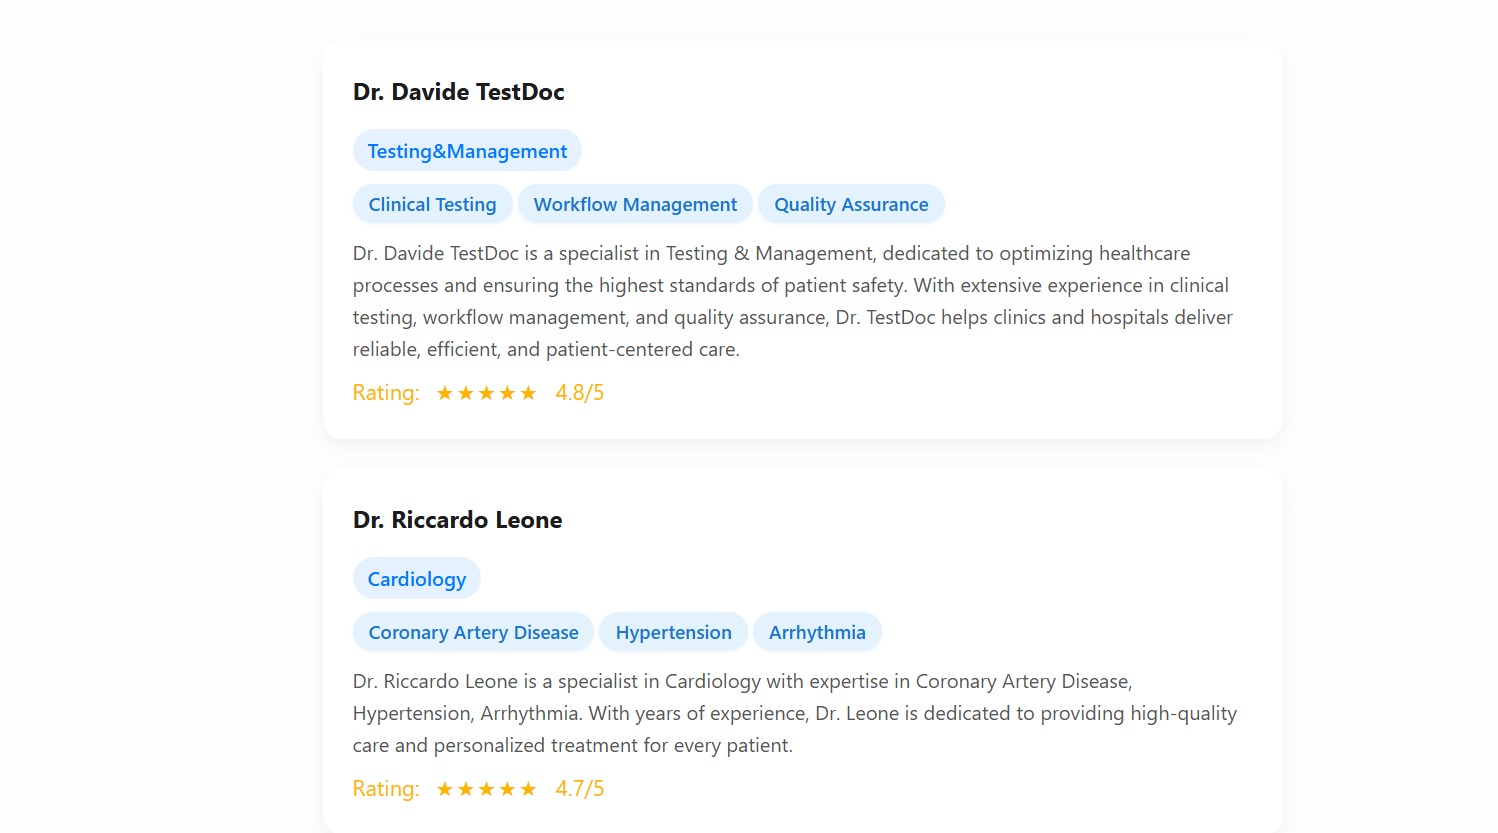 Dr. Davide TestDoc
Testing&Management
Clinical Testing Workflow Management Quality Assurance
Dr. Davide TestDoc is a specialist in Testing & Management, dedicated to optimizing healthcare
processes and ensuring the highest standards of patient safety. With extensive experience in clinical
testing, workflow management, and quality assurance, Dr. TestDoc helps clinics and hospitals deliver
reliable, efficient, and patient-centered care.
Rating: ★★★★★ 4.8/5
Dr. Riccardo Leone
Cardiology
Coronary Artery Disease Hypertension Arrhythmia
Dr. Riccardo Leone is a specialist in Cardiology with expertise in Coronary Artery Disease,
Hypertension, Arrhythmia. With years of experience, Dr. Leone is dedicated to providing high-quality
care and personalized treatment for every patient.
Rating: ★★★★★ 4.7/5